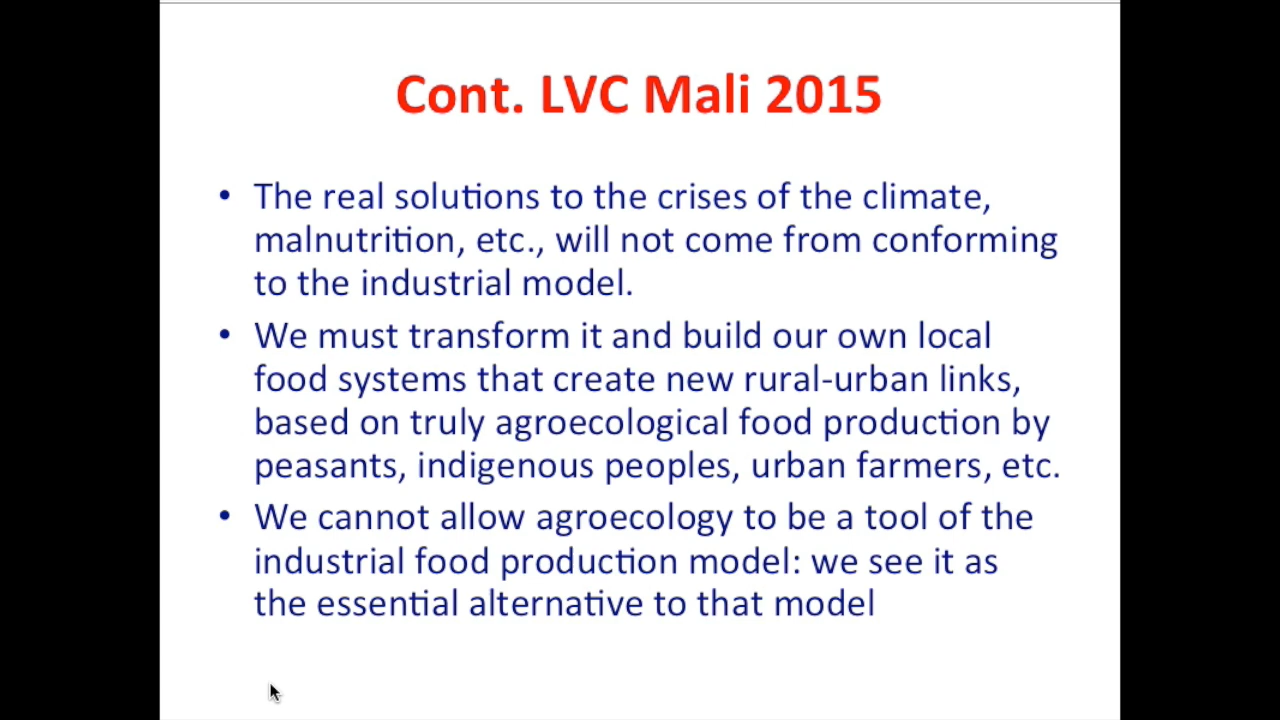 Cont. LVC Mali 2015
• The real solutions to the crises of the climate,
malnutrition, etc., will not come from conforming
to the industrial model.
• We must transform it and build our own local
food systems that create new rural-urban links,
based on truly agroecological food production by
peasants, indigenous peoples, urban farmers, etc.
• We cannot allow agroecology to be a tool of the
industrial food production model: we see it as
the essential alternative to that model